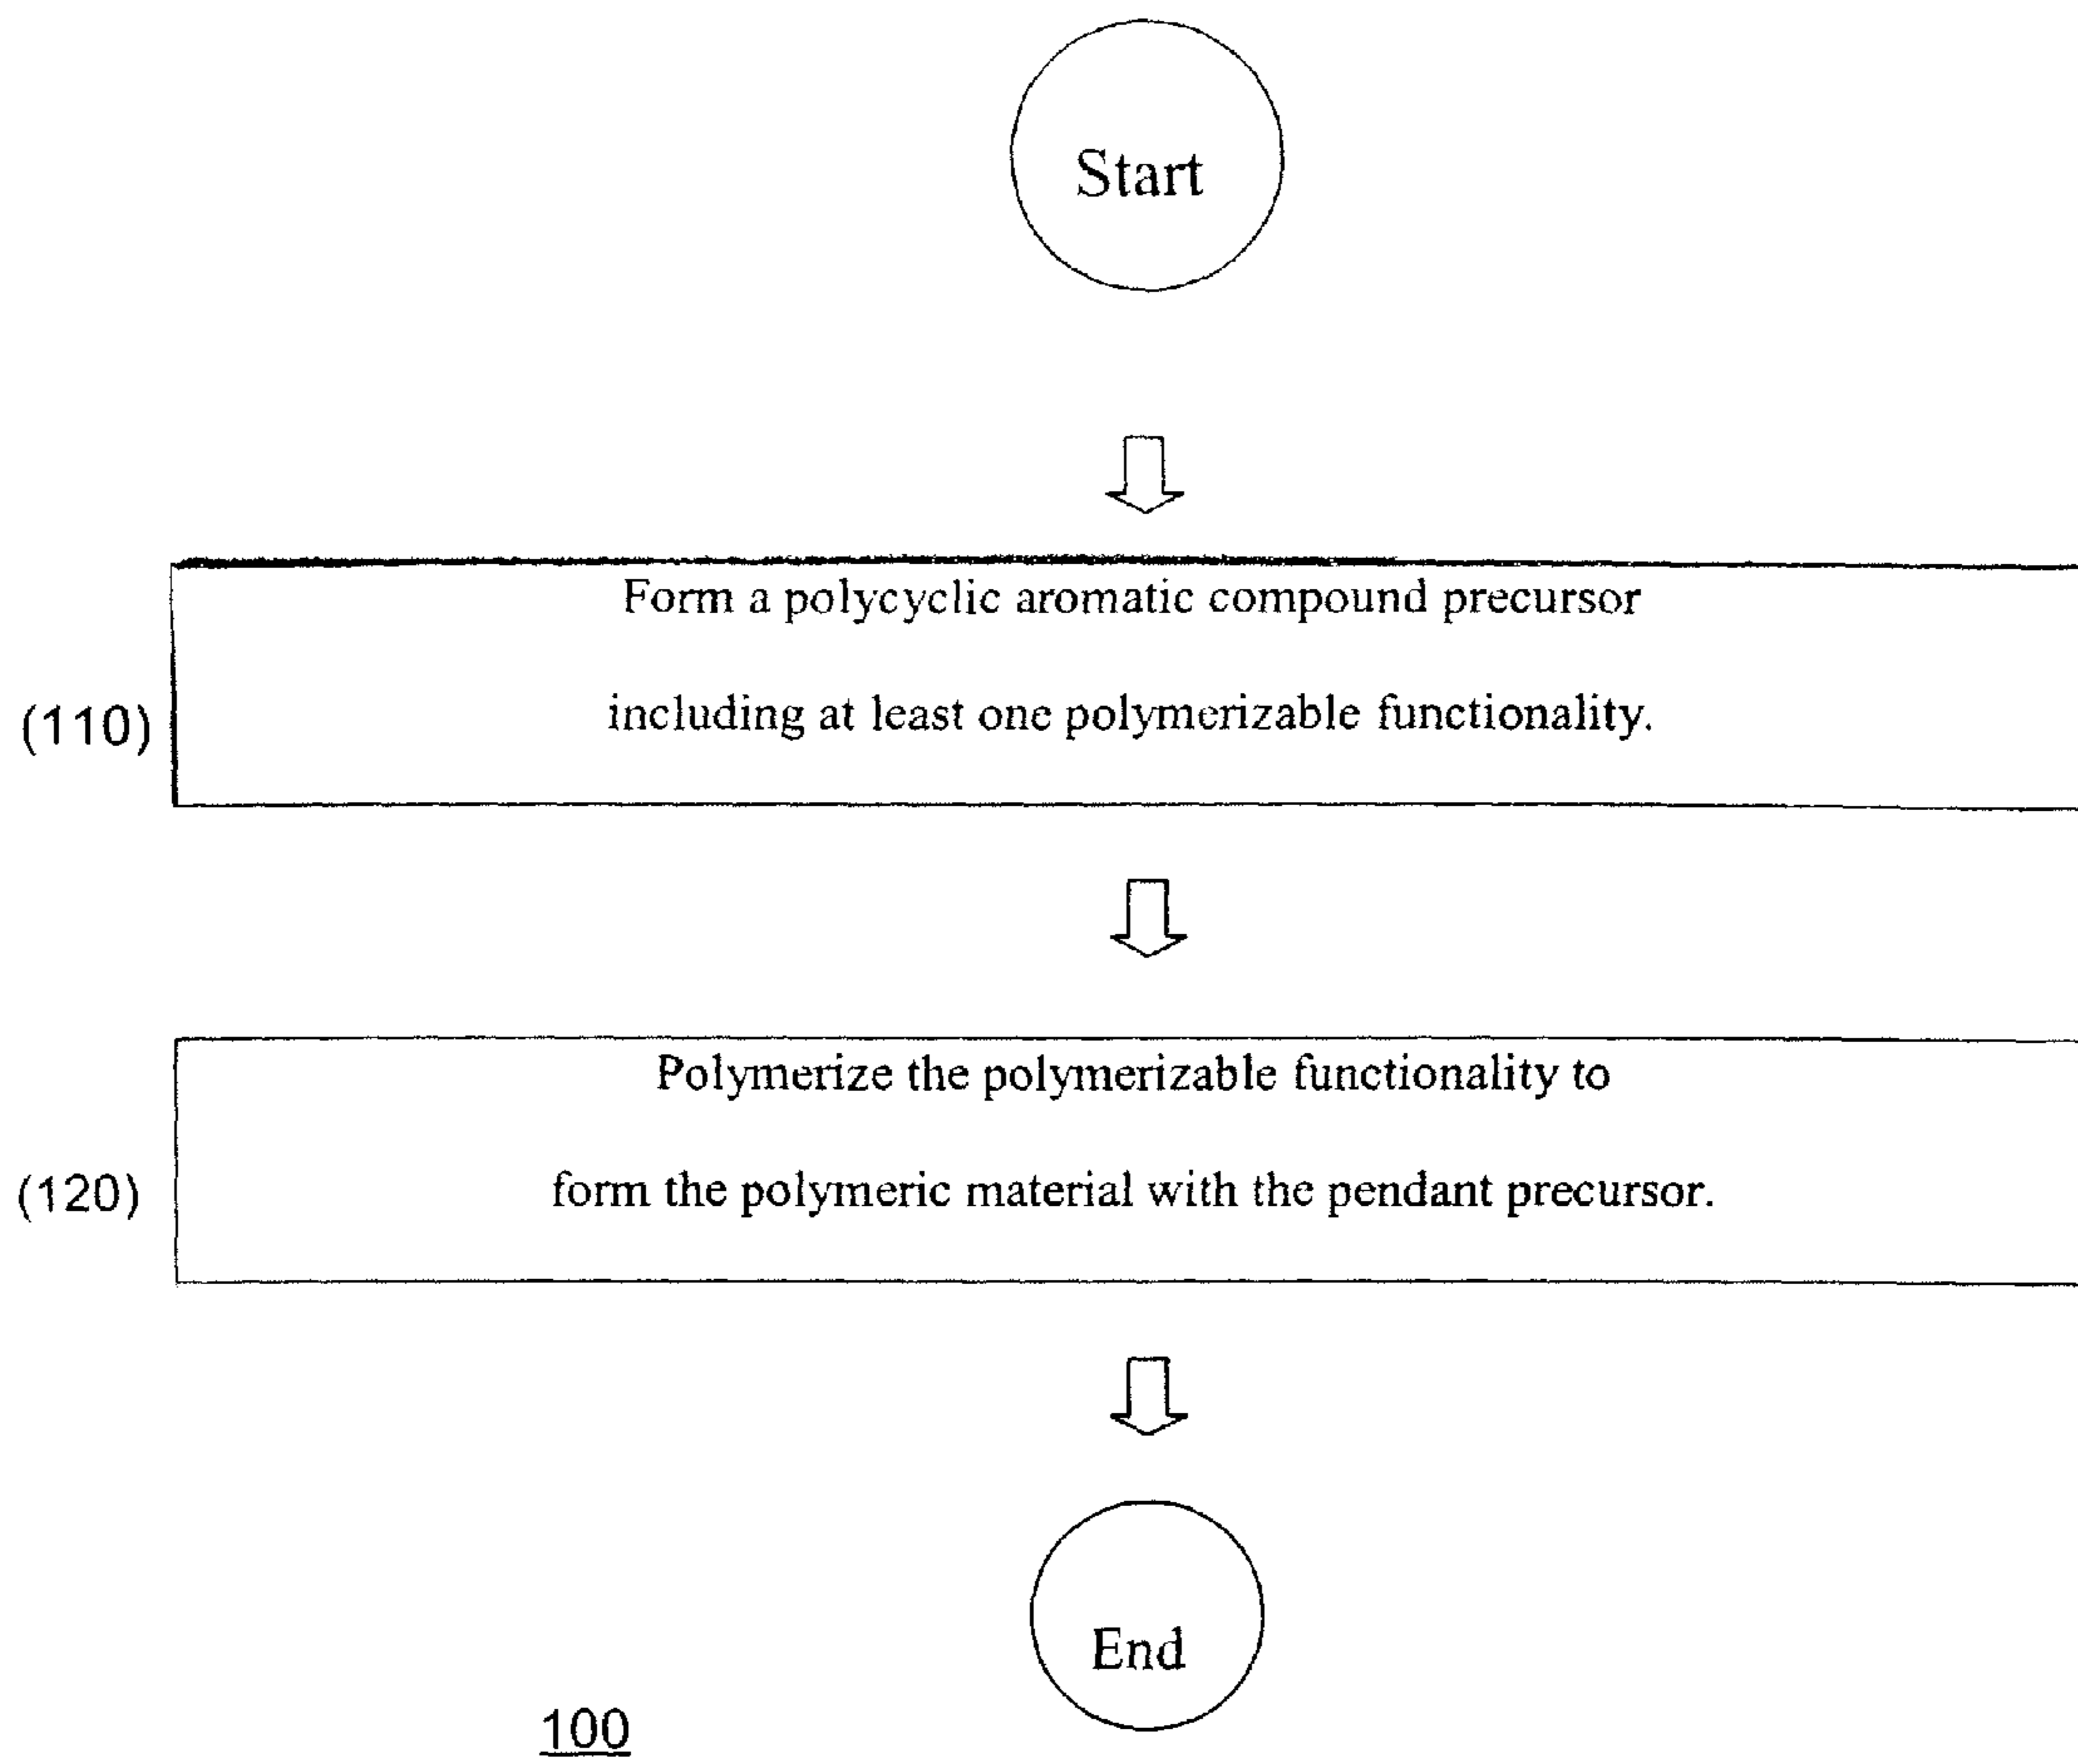 Start
Form a polycyclic aromatic compound precursor
(110)
including at least one polymerizable functionality.
Polymerize the polymerizable functionality to
(120)
form the polymeric material with the pendant precursor.
End
100